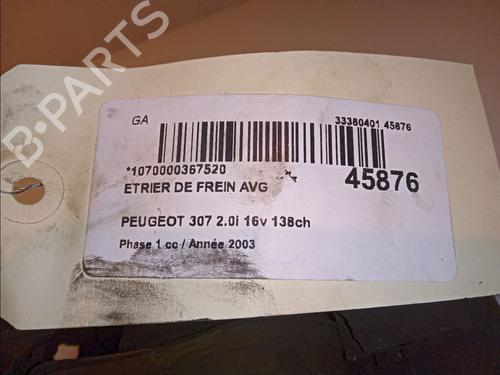 B-PARTS
GA
33380401 45876
*1070000367520
45876
ETRIER DE FREIN AVG
PEUGEOT 307 2.0i 16v 138ch
Phase 1 cc / Année 2003